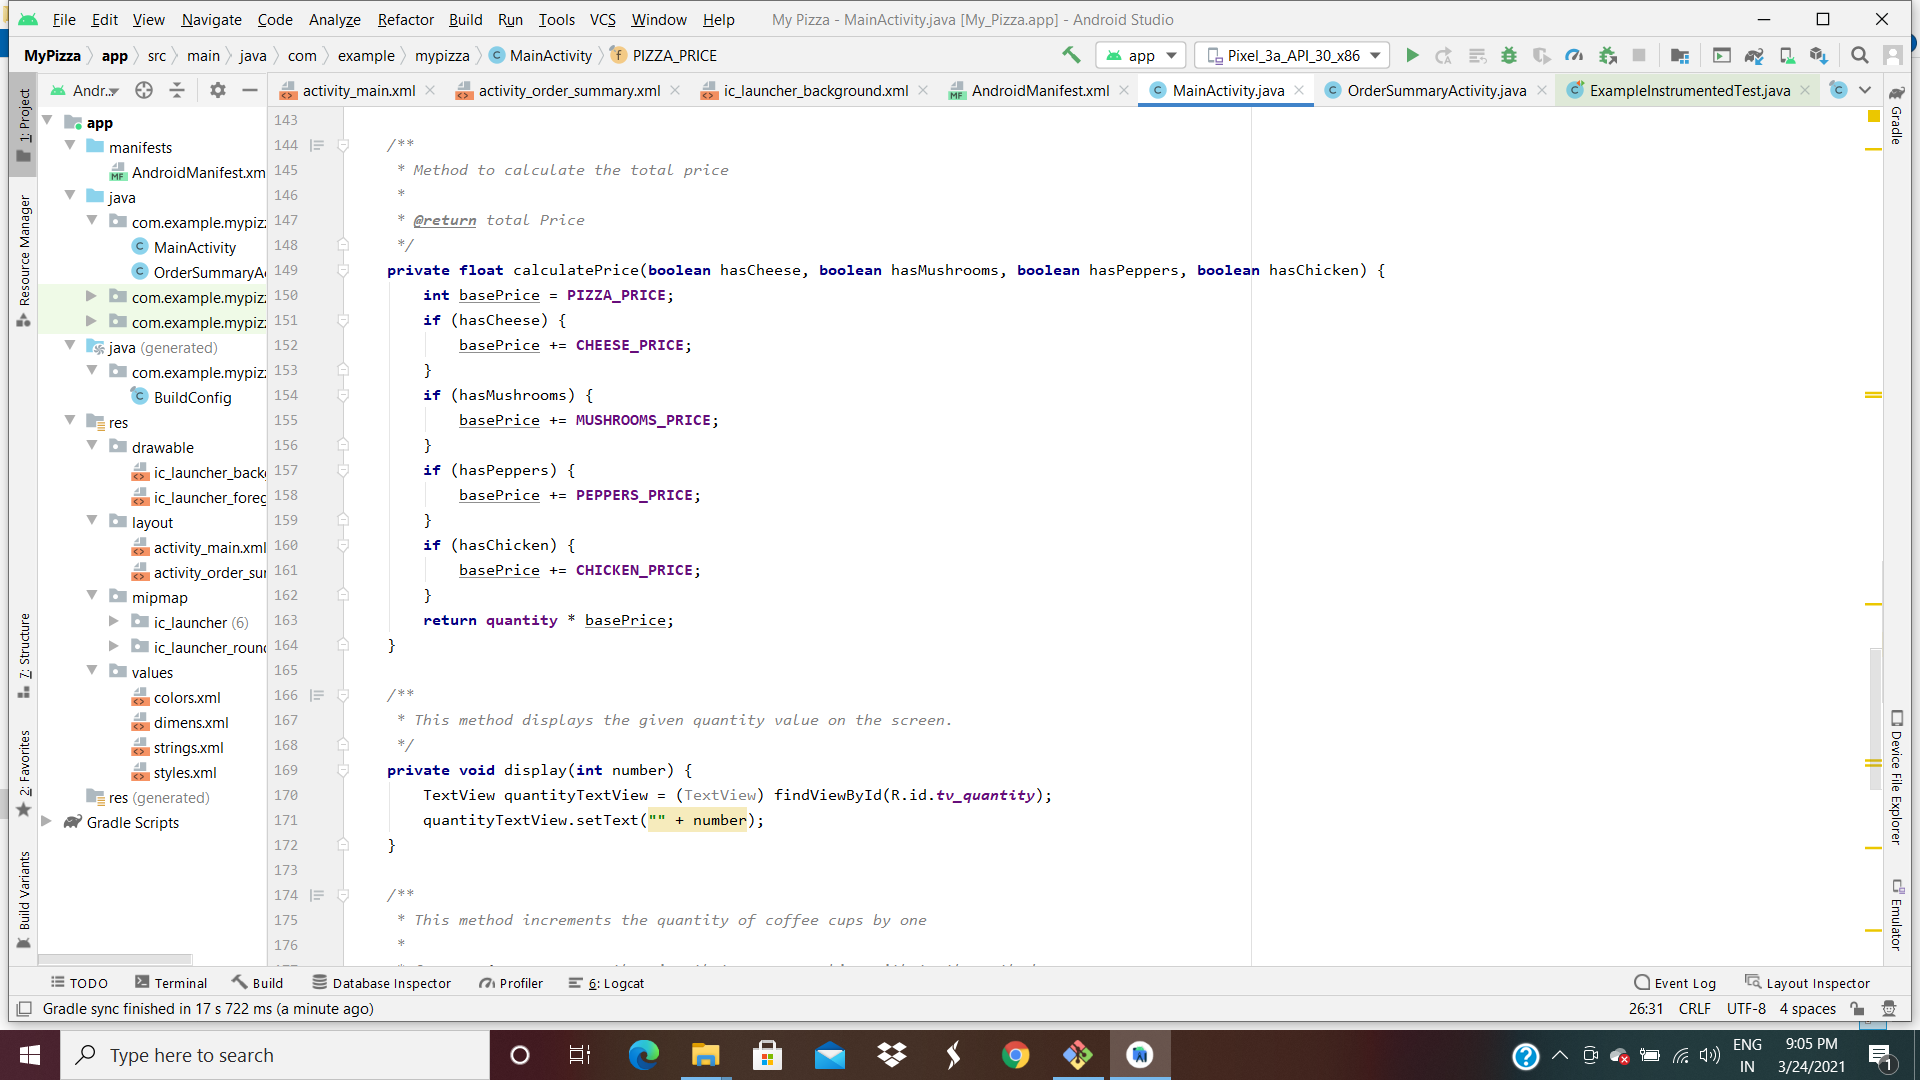 File Edit View Navigate Code Analyze Refactor Build Run Tools VCS Window Help My Pizza - MainActivity.java [My_Pizza.app] - Android Studio
MyPizza app src main java com example mypizza MainActivity PIZZA_PRICE app Pixel_3a_API_30_x86
Andr...
activity_main.xml activity_order_summary.xml ic_launcher_background.xml AndroidManifest.xml MainActivity.java OrderSummaryActivity.java ExampleInstrumentedTest.java
1: Project
Resource Manager
7: Structure
2: Favorites
Build Variants
app
manifests
AndroidManifest.xm
java
com.example.mypizz
MainActivity
OrderSummaryAc
com.example.mypizz
com.example.mypizz
java (generated)
com.example.mypizz
BuildConfig
res
drawable
ic_launcher_back
ic_launcher_foreg
layout
activity_main.xml
activity_order_sum
mipmap
ic_launcher (6)
ic_launcher_round
values
colors.xml
dimens.xml
strings.xml
styles.xml
res (generated)
Gradle Scripts
143
144 /**
145 * Method to calculate the total price
146 *
147 * @return total Price
148 */
149 private float calculatePrice(boolean hasCheese, boolean hasMushrooms, boolean hasPeppers, boolean hasChicken) {
150 int basePrice = PIZZA_PRICE;
151 if (hasCheese) {
152 basePrice += CHEESE_PRICE;
153 }
154 if (hasMushrooms) {
155 basePrice += MUSHROOMS_PRICE;
156 }
157 if (hasPeppers) {
158 basePrice += PEPPERS_PRICE;
159 }
160 if (hasChicken) {
161 basePrice += CHICKEN_PRICE;
162 }
163 return quantity * basePrice;
164 }
165
166 /**
167 * This method displays the given quantity value on the screen.
168 */
169 private void display(int number) {
170 TextView quantityTextView = (TextView) findViewById(R.id.tv_quantity);
171 quantityTextView.setText("" + number);
172 }
173
174 /**
175 * This method increments the quantity of coffee cups by one
176 *
Gradle
Device File Explorer
Emulator
TODO Terminal Build Database Inspector Profiler 6: Logcat Event Log Layout Inspector
Gradle sync finished in 17 s 722 ms (a minute ago) 26:31 CRLF UTF-8 4 spaces
Type here to search
ENG
IN
9:05 PM
3/24/2021
1